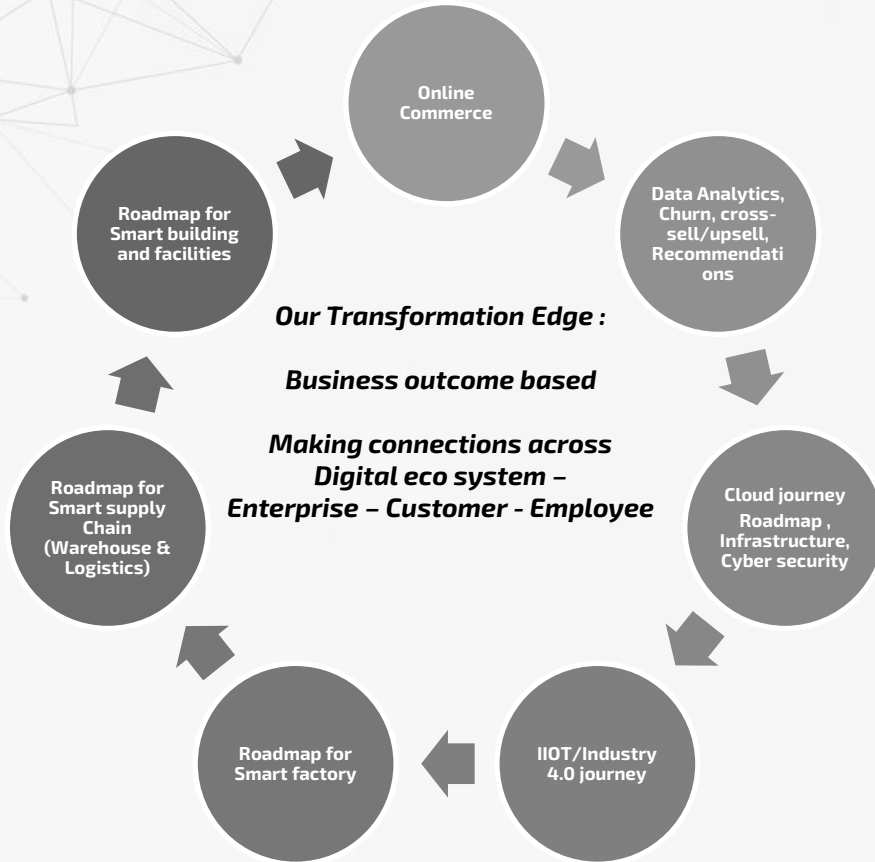 Online
Commerce
Data Analytics,
Churn, cross-
sell/upsell,
Recommendati
ons
Cloud journey
Roadmap ,
Infrastructure,
Cyber security
IIOT/Industry
4.0 journey
Roadmap for
Smart factory
Roadmap for
Smart supply
Chain
(Warehouse &
Logistics)
Roadmap for
Smart building
and facilities
Our Transformation Edge :
Business outcome based
Making connections across
Digital eco system –
Enterprise – Customer - Employee